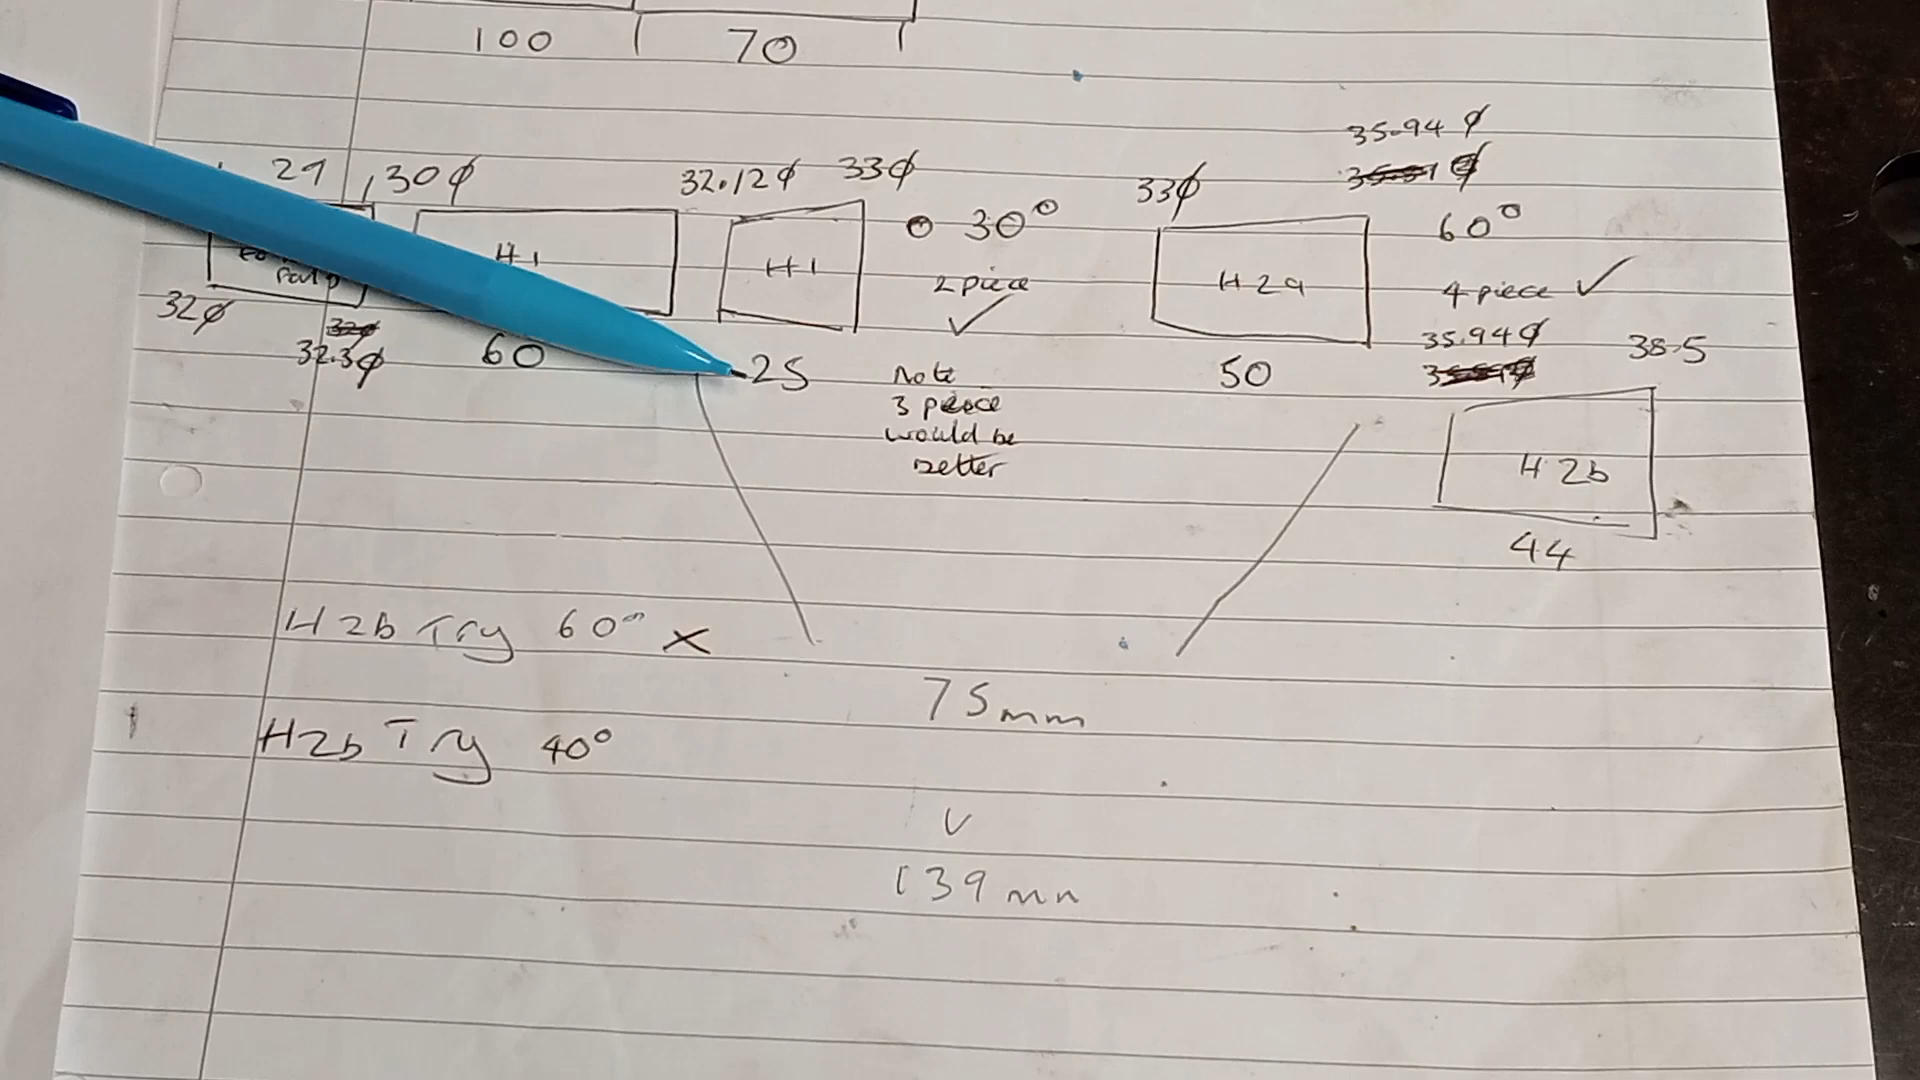 100 70
35.94 ∅
29 30∅ 32.12∅ 33∅ 33∅
30° 60°
H1 H1 2 piece H2a 4 piece ✓
32∅ ✓
32.3∅ 60 25 Note 50 35.94∅ 38.5
3 piece
would be
Better
H2b
44
H2b Try 60° X
75mm
H2b Try 40°
139mm